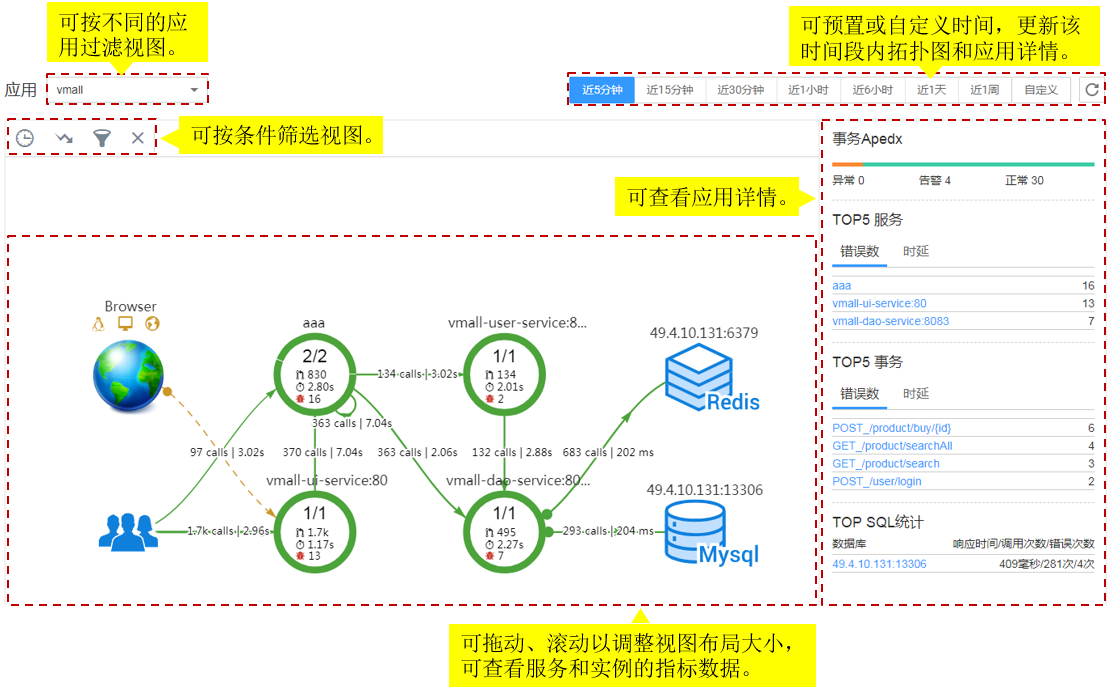 可按不同的应
用过滤视图。
可预置或自定义时间，更新该
时间段内拓扑图和应用详情。
应用
vmall
近5分钟
近15分钟
近30分钟
近1小时
近6小时
近1天
近1周
自定义
可按条件筛选视图。
可查看应用详情。
事务Apedx
异常 0
告警 4
正常 30
TOP5 服务
错误数
时延
aaa 16
vmall-ui-service:80 13
vmall-dao-service:8083 7
TOP5 事务
错误数
时延
POST_/product/buy/{id} 6
GET_/product/searchAll 4
GET_/product/search 3
POST_/user/login 2
TOP SQL统计
数据库 响应时间/调用次数/错误次数
49.4.10.131:13306 409毫秒/281次/4次
Browser
aaa
2/2
830
2.80s
16
134 calls | 3.02s
vmall-user-service:8...
1/1
134
2.01s
2
49.4.10.131:6379
Redis
363 calls | 7.04s
97 calls | 3.02s
370 calls | 7.04s
363 calls | 2.06s
132 calls | 2.88s
683 calls | 202 ms
vmall-ui-service:80
1/1
1.7k
1.17s
13
1.7k calls | 2.96s
vmall-dao-service:80...
1/1
495
2.27s
7
293 calls | 204 ms
49.4.10.131:13306
Mysql
可拖动、滚动以调整视图布局大小，
可查看服务和实例的指标数据。